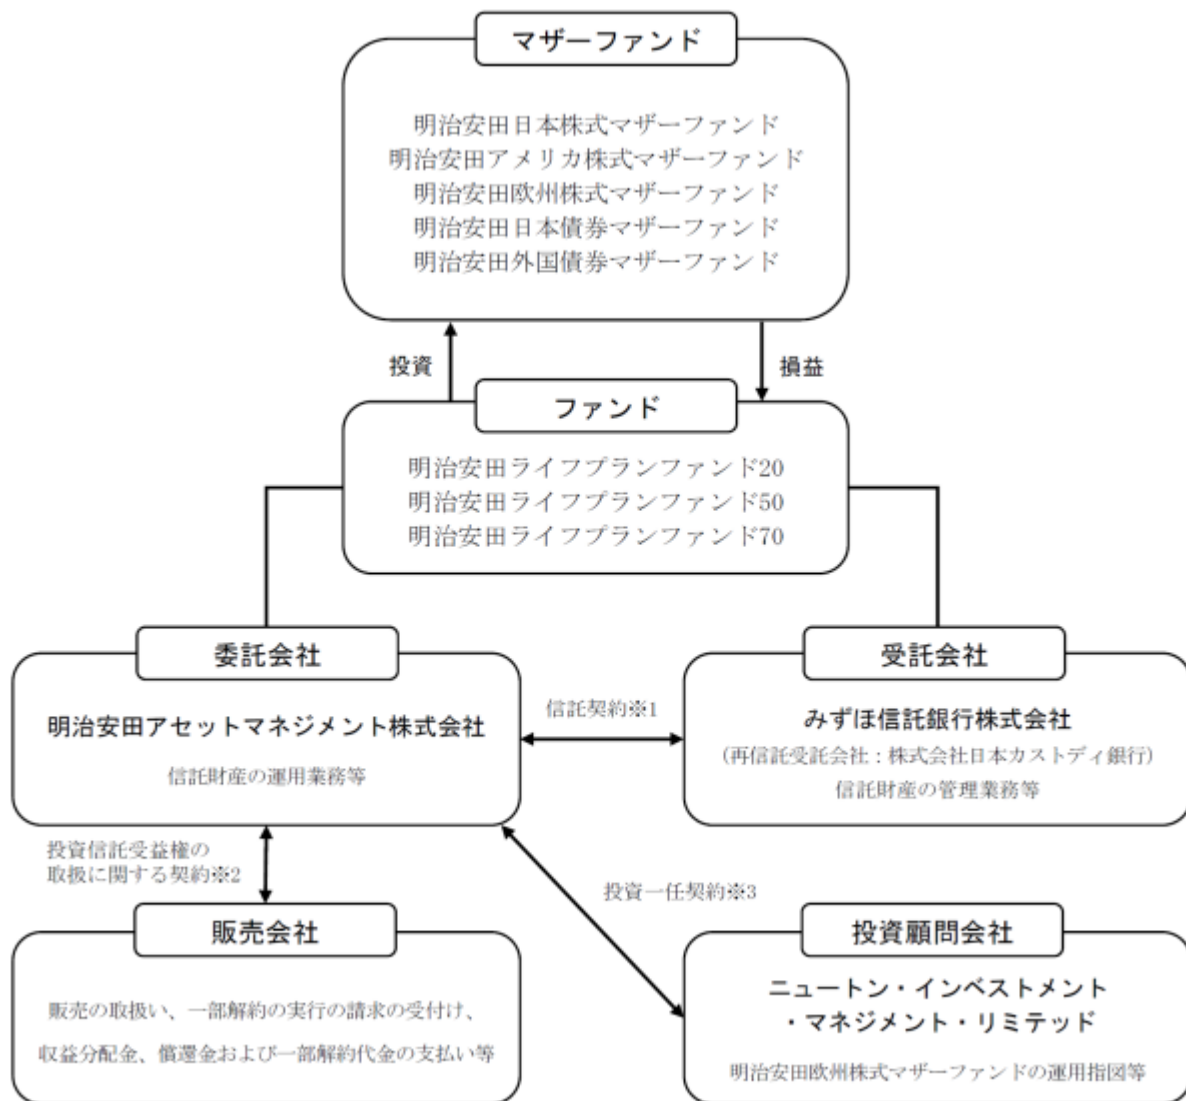 マザーファンド
明治安田日本株式マザーファンド
明治安田アメリカ株式マザーファンド
明治安田欧州株式マザーファンド
明治安田日本債券マザーファンド
明治安田外国債券マザーファンド
投資
損益
ファンド
明治安田ライフプランファンド20
明治安田ライフプランファンド50
明治安田ライフプランファンド70
委託会社
明治安田アセットマネジメント株式会社
信託財産の運用業務等
信託契約※1
受託会社
みずほ信託銀行株式会社
(再信託受託会社:株式会社日本カストディ銀行)
信託財産の管理業務等
投資信託受益権の
取扱に関する契約※2
投資一任契約※3
販売会社
販売の取扱い、一部解約の実行の請求の受付け、
収益分配金、償還金および一部解約代金の支払い等
投資顧問会社
ニュートン・インベストメント
・マネジメント・リミテッド
明治安田欧州株式マザーファンドの運用指図等